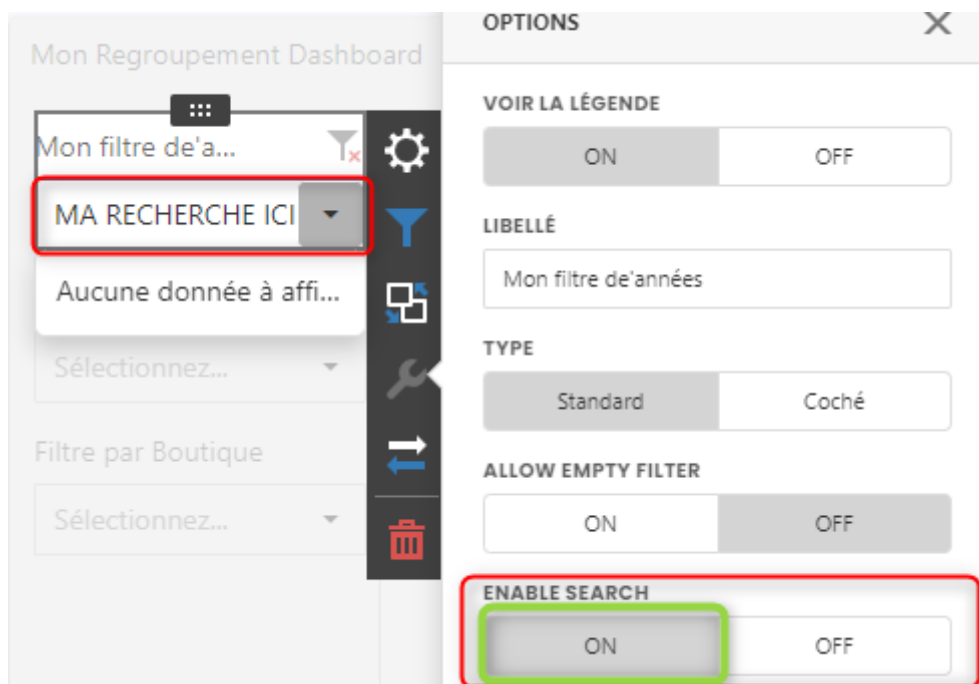 Mon Regroupement Dashboard
Mon filtre de'a...
MA RECHERCHE ICI
Aucune donnée à affi...
Sélectionnez...
Filtre par Boutique
Sélectionnez...
OPTIONS
VOIR LA LÉGENDE
ON OFF
LIBELLÉ
Mon filtre de'années
TYPE
Standard Coché
ALLOW EMPTY FILTER
ON OFF
ENABLE SEARCH
ON OFF